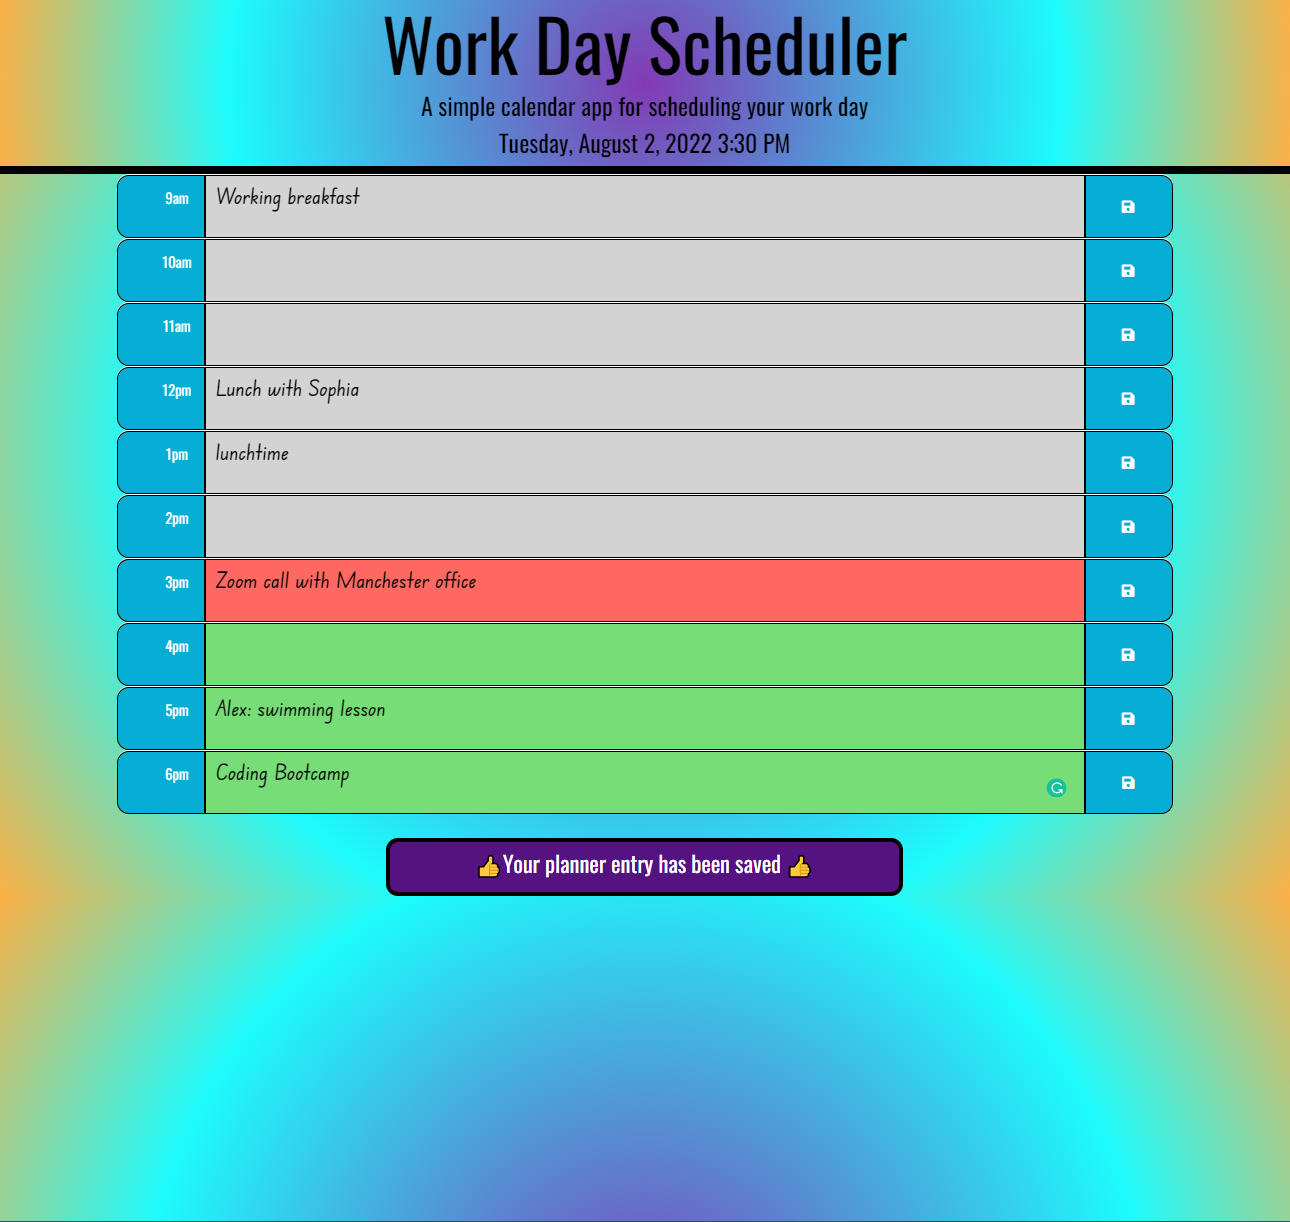 Work Day Scheduler
A simple calendar app for scheduling your work day
Tuesday, August 2, 2022 3:30 PM
9am Working breakfast
10am
11am
12pm Lunch with Sophia
1pm lunchtime
2pm
3pm Zoom call with Manchester office
4pm
5pm Alex: swimming lesson
6pm Coding Bootcamp
👍Your planner entry has been saved 👍